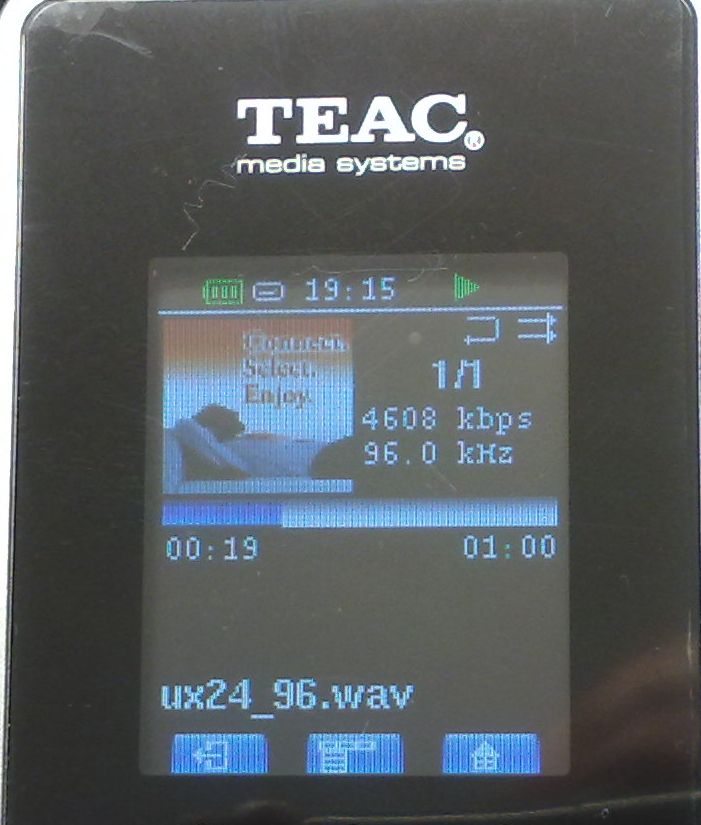 TEAC®
media systems
19:15
Connect.
Select.
Enjoy.
1/1
4608 kbps
96.0 kHz
00:19
01:00
ux24_96.wav